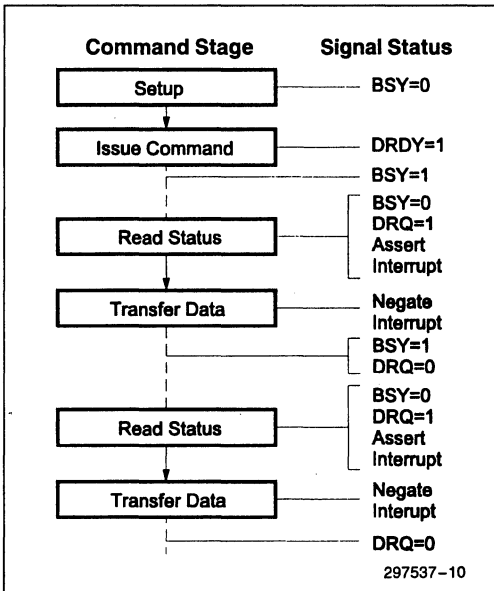 Command Stage Signal Status
Setup BSY=0
Issue Command DRDY=1
BSY=1
BSY=0
DRQ=1
Read Status Assert
Interrupt
Transfer Data Negate
Interrupt
BSY=1
DRQ=0
BSY=0
DRQ=1
Read Status Assert
Interrupt
Transfer Data Negate
Interupt
DRQ=0
297537-10